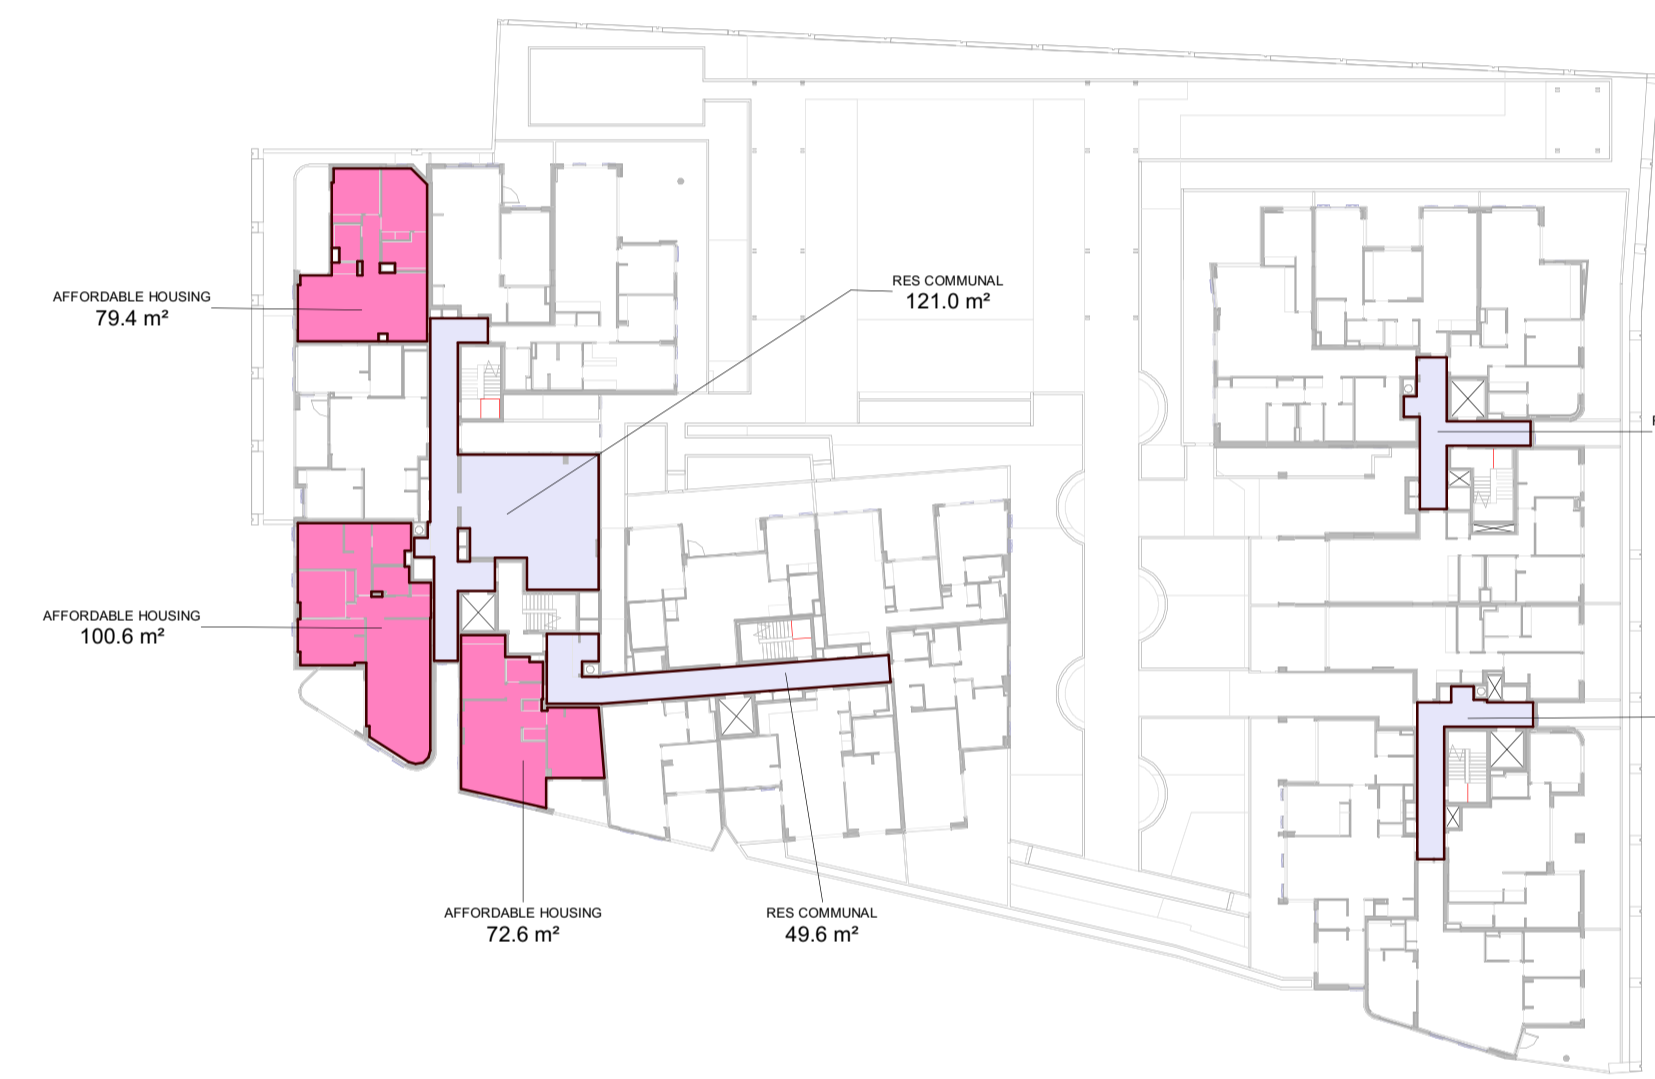 RES COMMUNAL
121.0 m²
AFFORDABLE HOUSING
79.4 m²
AFFORDABLE HOUSING
100.6 m²
AFFORDABLE HOUSING
72.6 m²
RES COMMUNAL
49.6 m²